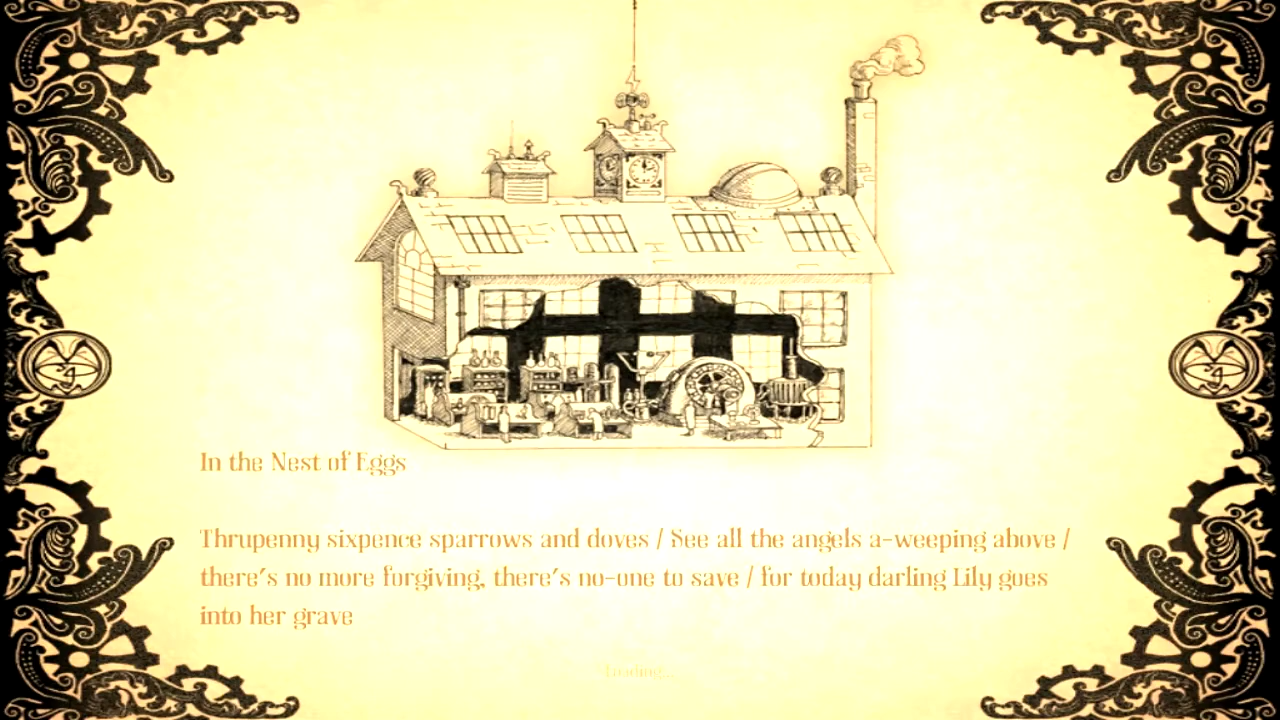 In the Nest of Eggs
Thrupenny sixpence sparrows and doves / See all the angels a-weeping above /
there's no more forgiving, there's no-one to save / for today darling Lily goes
into her grave
Loading...